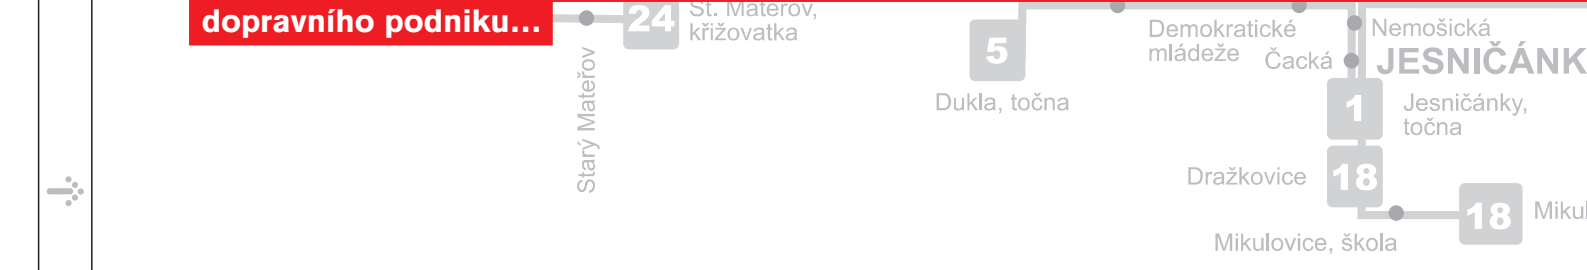 dopravního podniku...
24
St. Mateřov,
křižovatka
Starý Mateřov
5
Dukla, točna
Demokratické
mládeže
Čacká
Nemošická
JESNIČÁNK
1
Jesničánky,
točna
Dražkovice
18
18
Mikul
Mikulovice, škola